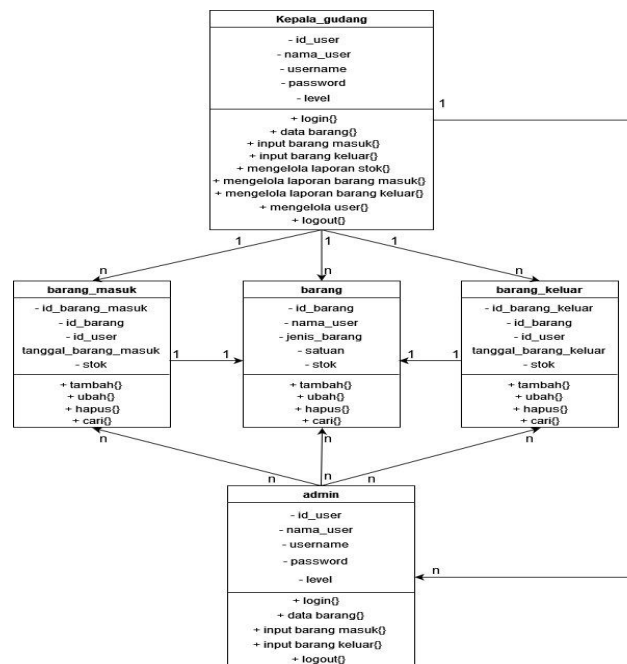 Kepala_gudang
- id_user
- nama_user
- username
- password
- level
+ login{}
+ data barang{}
+ input barang masuk{}
+ input barang keluar{}
+ mengelola laporan stok{}
+ mengelola laporan barang masuk{}
+ mengelola laporan barang keluar{}
+ mengelola user{}
+ logout{}
1
1
1
1
n
n
n
barang_masuk
- id_barang_masuk
- id_barang
- id_user
tanggal_barang_masuk
- stok
+ tambah{}
+ ubah{}
+ hapus{}
+ cari{}
1
1
barang
- id_barang
- nama_user
- jenis_barang
- satuan
- stok
+ tambah{}
+ ubah{}
+ hapus{}
+ cari{}
1
1
barang_keluar
- id_barang_keluar
- id_barang
- id_user
tanggal_barang_keluar
- stok
+ tambah{}
+ ubah{}
+ hapus{}
+ cari{}
n
n
n
n
n
n
admin
- id_user
- nama_user
- username
- password
- level
+ login{}
+ data barang{}
+ input barang masuk{}
+ input barang keluar{}
+ logout{}
n